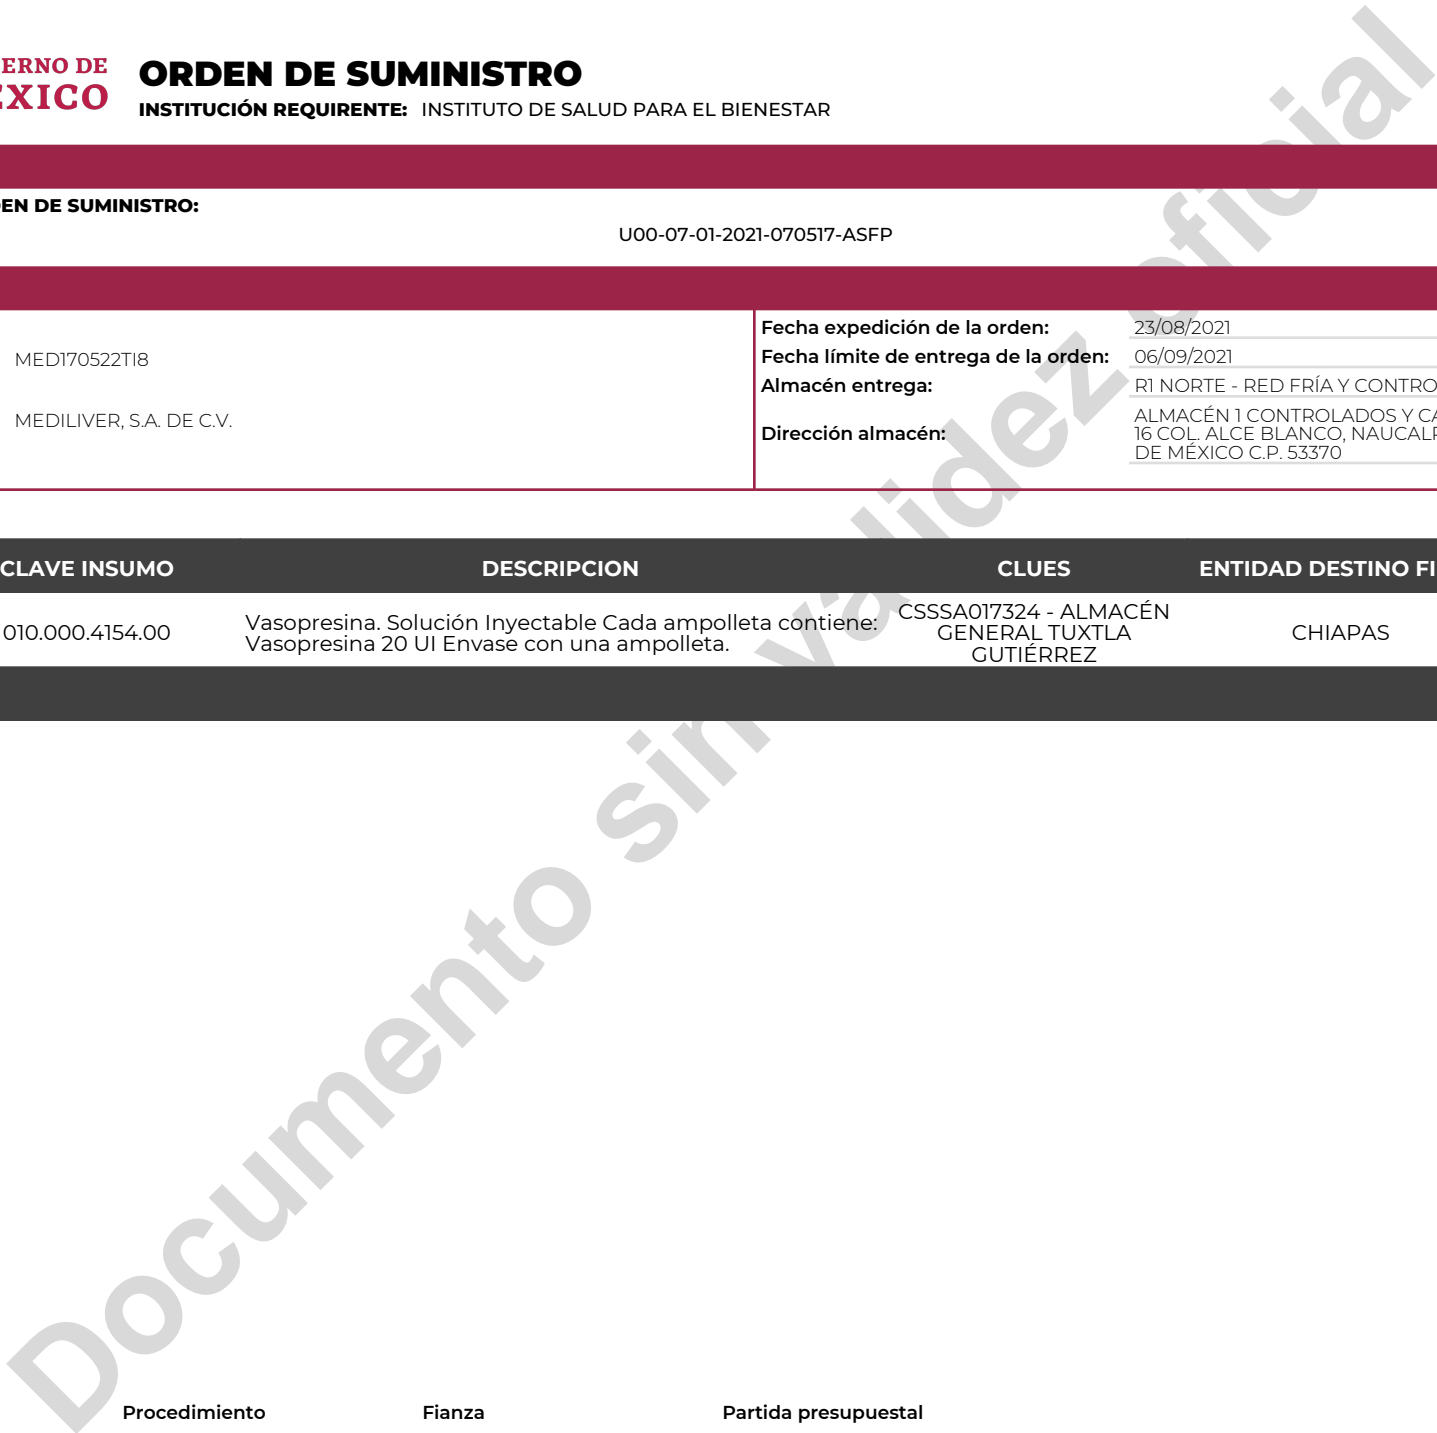 ERNO DE
ÉXICO
ORDEN DE SUMINISTRO
INSTITUCIÓN REQUIRENTE: INSTITUTO DE SALUD PARA EL BIENESTAR
EN DE SUMINISTRO:
U00-07-01-2021-070517-ASFP
MED170522TI8
MEDILIVER, S.A. DE C.V.
Fecha expedición de la orden: 23/08/2021
Fecha límite de entrega de la orden: 06/09/2021
Almacén entrega: R1 NORTE - RED FRÍA Y CONTRO
Dirección almacén: ALMACÉN 1 CONTROLADOS Y CA
16 COL. ALCE BLANCO, NAUCALP
DE MÉXICO C.P. 53370
CLAVE INSUMO DESCRIPCION CLUES ENTIDAD DESTINO FI
010.000.4154.00 Vasopresina. Solución Inyectable Cada ampolleta contiene:
Vasopresina 20 UI Envase con una ampolleta.
CSSSA017324 - ALMACÉN
GENERAL TUXTLA
GUTIÉRREZ
CHIAPAS
Documento sin validez oficial
Procedimiento Fianza Partida presupuestal